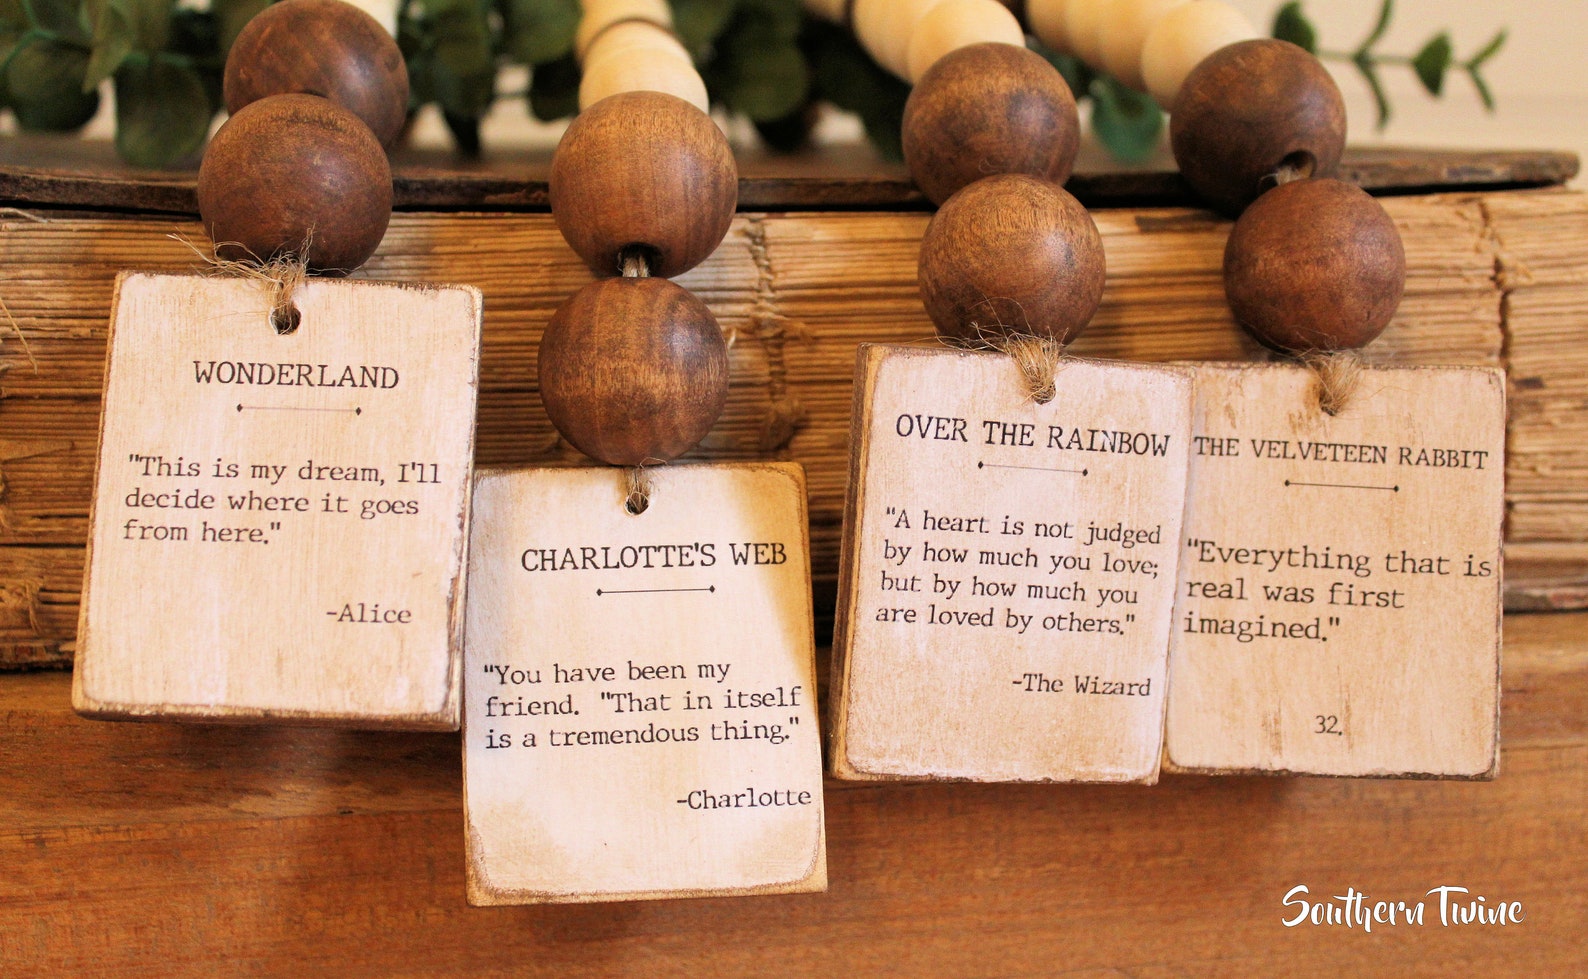 WONDERLAND
"This is my dream, I'll
decide where it goes
from here."
-Alice
CHARLOTTE'S WEB
"You have been my
friend. "That in itself
is a tremendous thing."
-Charlotte
OVER THE RAINBOW
"A heart is not judged
by how much you love;
but by how much you
are loved by others."
-The Wizard
THE VELVETEEN RABBIT
"Everything that is
real was first
imagined."
32.
Southern Twine